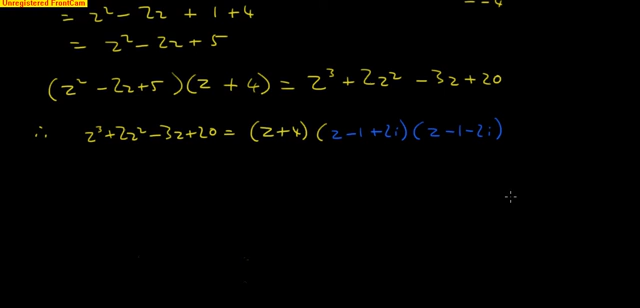 Unregistered FrontCam
= z² - 2z + 1 + 4
= z² - 2z + 5
(z² - 2z + 5)(z + 4) = z³ + 2z² - 3z + 20
∴ z³ + 2z² - 3z + 20 = (z + 4)(z - 1 + 2i)(z - 1 - 2i)